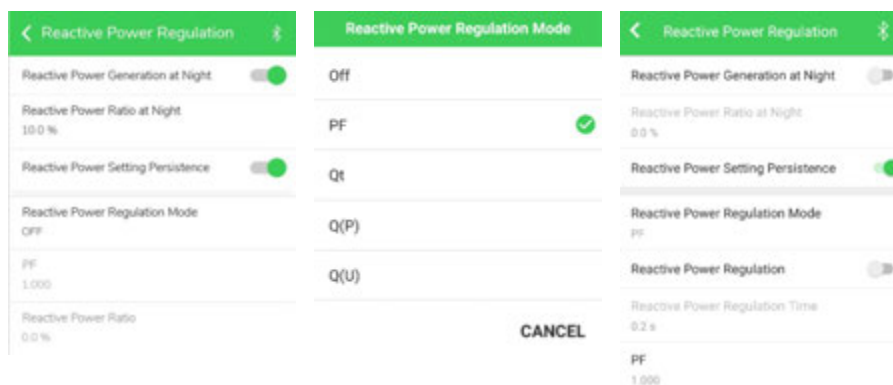 Reactive Power Regulation
Reactive Power Generation at Night
Reactive Power Ratio at Night
10.0 %
Reactive Power Setting Persistence
Reactive Power Regulation Mode
OFF
PF
1.000
Reactive Power Ratio
0.0 %
Reactive Power Regulation Mode
Off
PF
Qt
Q(P)
Q(U)
CANCEL
Reactive Power Regulation
Reactive Power Generation at Night
Reactive Power Ratio at Night
0.0 %
Reactive Power Setting Persistence
Reactive Power Regulation Mode
PF
Reactive Power Regulation
Reactive Power Regulation Time
0.2 s
PF
1.000